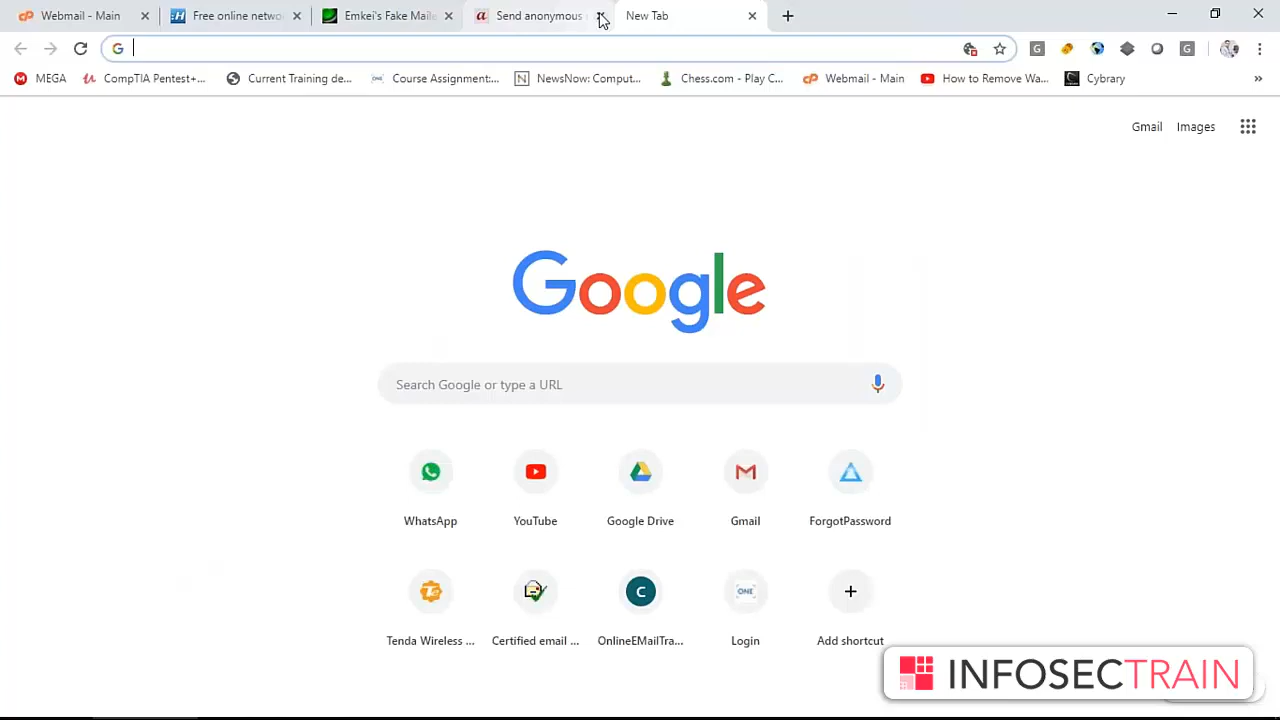 Webmail - Main
Free online netwo
Emkei's Fake Maile
Send anonymous
New Tab
MEGA
CompTIA Pentest+...
Current Training de...
Course Assignment:...
NewsNow: Comput...
Chess.com - Play C...
Webmail - Main
How to Remove Wa...
Cybrary
»
Gmail
Images
Google
Search Google or type a URL
WhatsApp
YouTube
Google Drive
Gmail
ForgotPassword
Tenda Wireless ...
Certified email ...
C
OnlineEMailTra...
ONE
Login
Add shortcut
INFOSECTRAIN